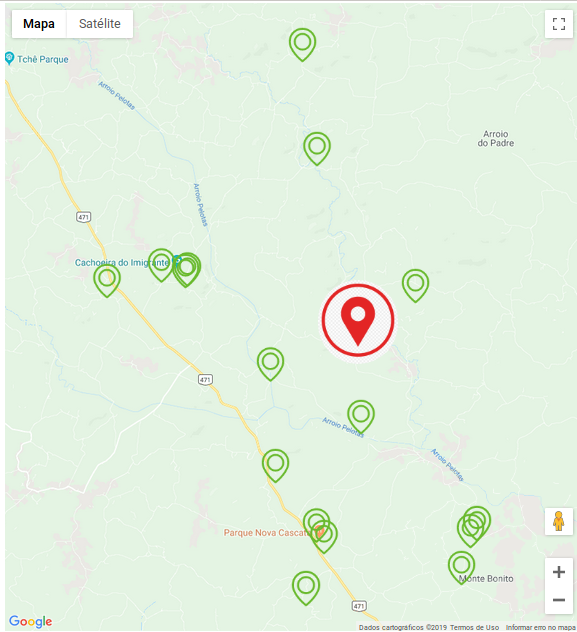 Mapa
Satélite
Tchê Parque
Arroio Pelotas
Arroio
do Padre
Arroio Pelotas
471
Cachoeira do Imigrante
471
Arroio Pelotas
Arroio Pelotas
Parque Nova Cascata
Monte Bonito
471
Google
Dados cartográficos ©2019
Termos de Uso
Informar erro no mapa